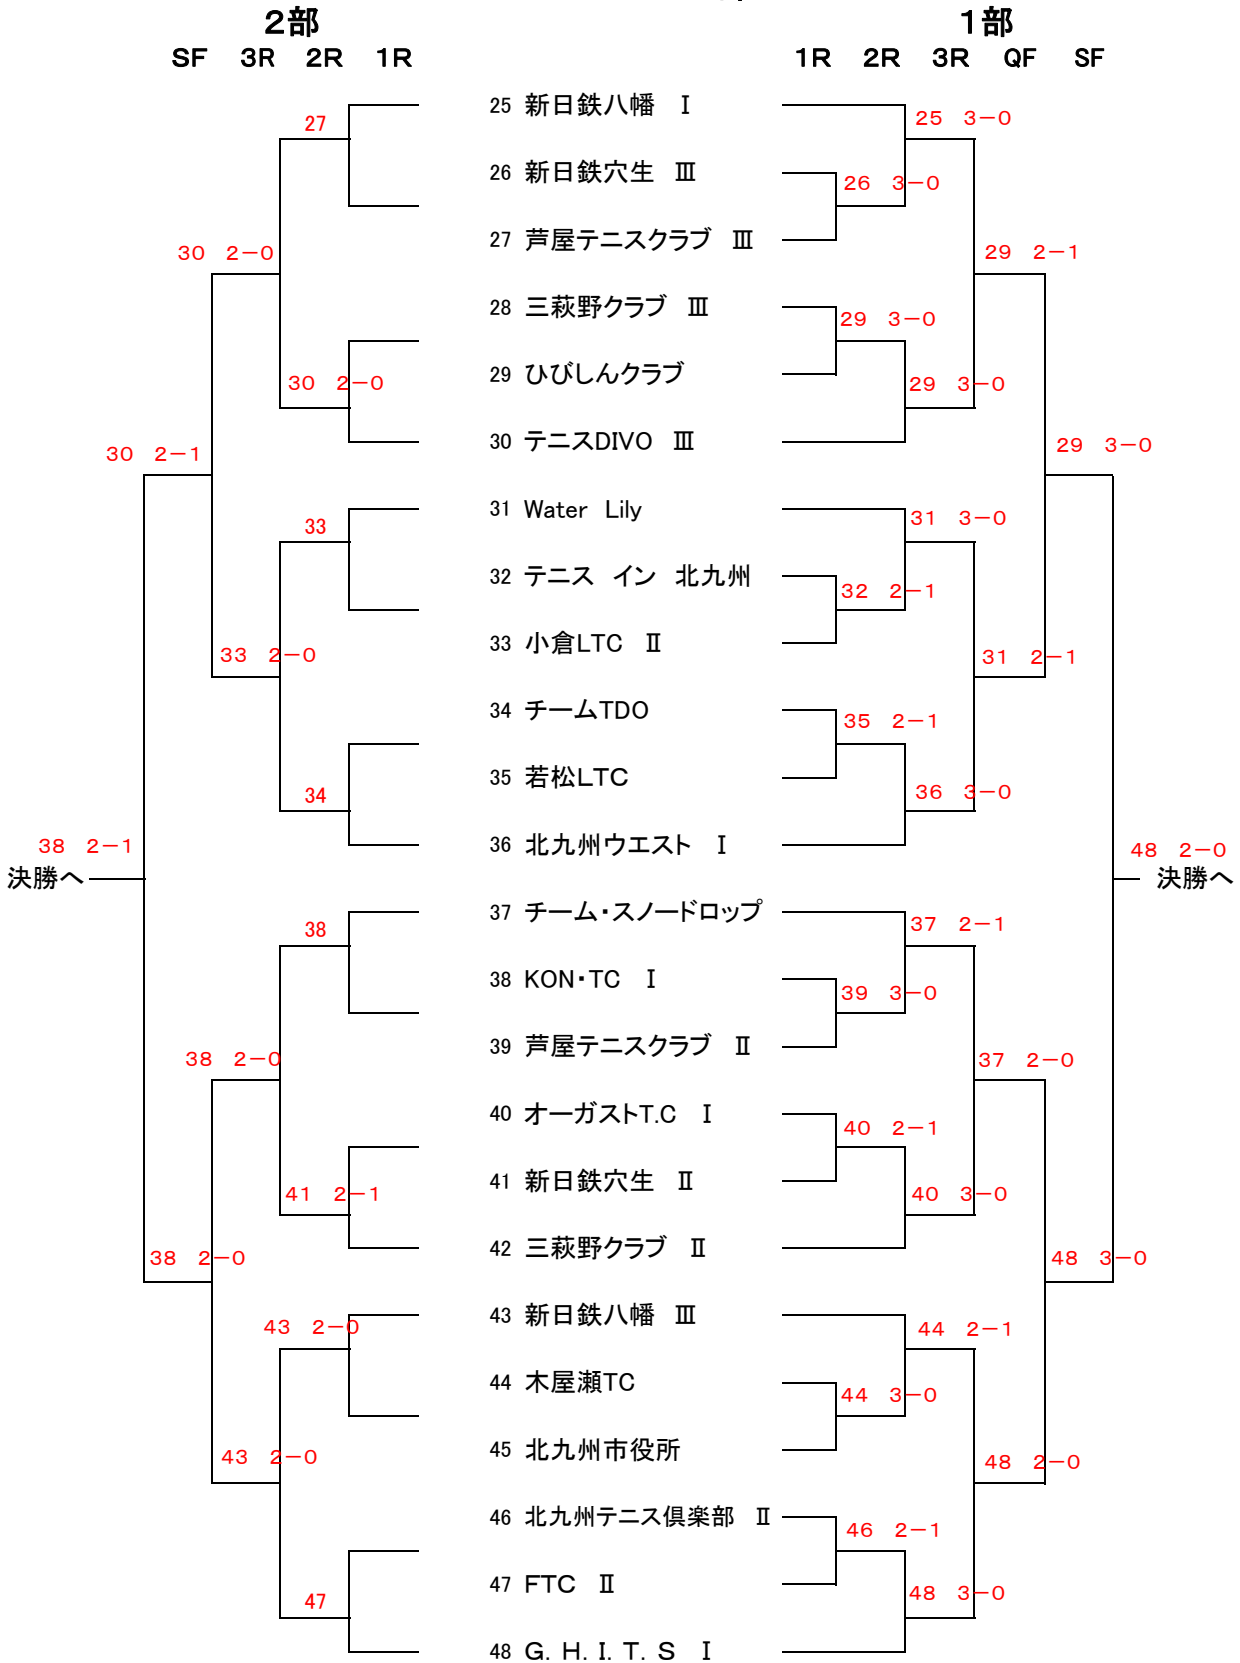 2部 1部
SF 3R 2R 1R 1R 2R 3R QF SF
25 新日鉄八幡 Ⅰ
27 25 3-0
26 新日鉄穴生 Ⅲ
26 3-0
27 芦屋テニスクラブ Ⅲ
30 2-0 29 2-1
28 三萩野クラブ Ⅲ
29 3-0
29 ひびしんクラブ
30 2-0 29 3-0
30 テニスDIVO Ⅲ
30 2-1 29 3-0
31 Water Lily
33 31 3-0
32 テニス イン 北九州
32 2-1
33 小倉LTC Ⅱ
33 2-0 31 2-1
34 チームTDO
35 2-1
35 若松LTC
34 36 3-0
36 北九州ウエスト Ⅰ
38 2-1 48 2-0
決勝へ 決勝へ
37 チーム・スノードロップ
38 37 2-1
38 KON・TC Ⅰ
39 3-0
39 芦屋テニスクラブ Ⅱ
38 2-0 37 2-0
40 オーガストT.C Ⅰ
40 2-1
41 新日鉄穴生 Ⅱ
41 2-1 40 3-0
42 三萩野クラブ Ⅱ
38 2-0 48 3-0
43 新日鉄八幡 Ⅲ
43 2-0 44 2-1
44 木屋瀬TC
44 3-0
45 北九州市役所
43 2-0 48 2-0
46 北九州テニス倶楽部 Ⅱ
46 2-1
47 FTC Ⅱ
47 48 3-0
48 G. H. I. T. S Ⅰ